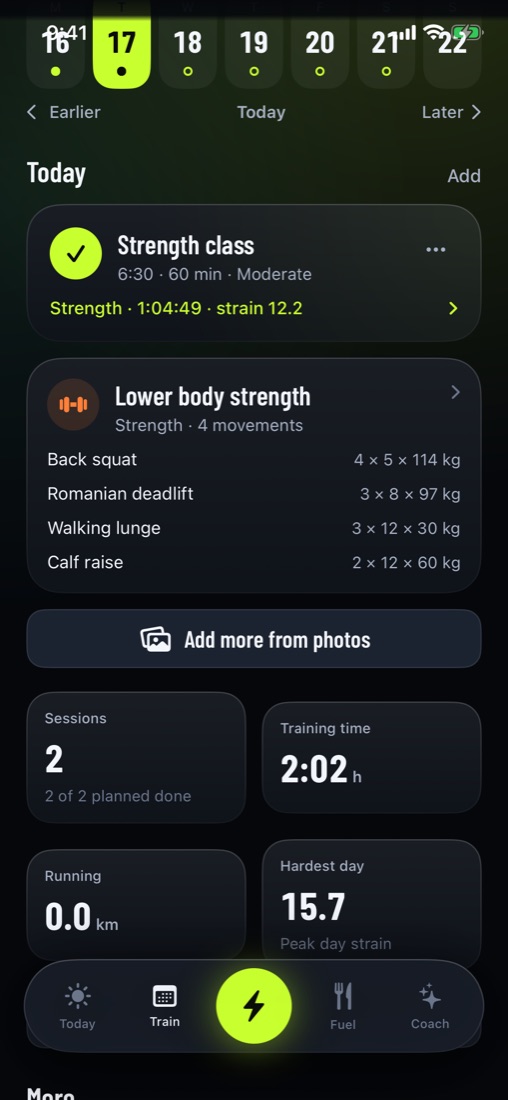 9:41
16 17 18 19 20 21 22
Earlier Today Later
Today Add
Strength class
6:30 · 60 min · Moderate
Strength · 1:04:49 · strain 12.2
Lower body strength
Strength · 4 movements
Back squat 4 × 5 × 114 kg
Romanian deadlift 3 × 8 × 97 kg
Walking lunge 3 × 12 × 30 kg
Calf raise 2 × 12 × 60 kg
Add more from photos
Sessions
2
2 of 2 planned done
Training time
2:02 h
Running
0.0 km
Hardest day
15.7
Peak day strain
Today Train Fuel Coach
More